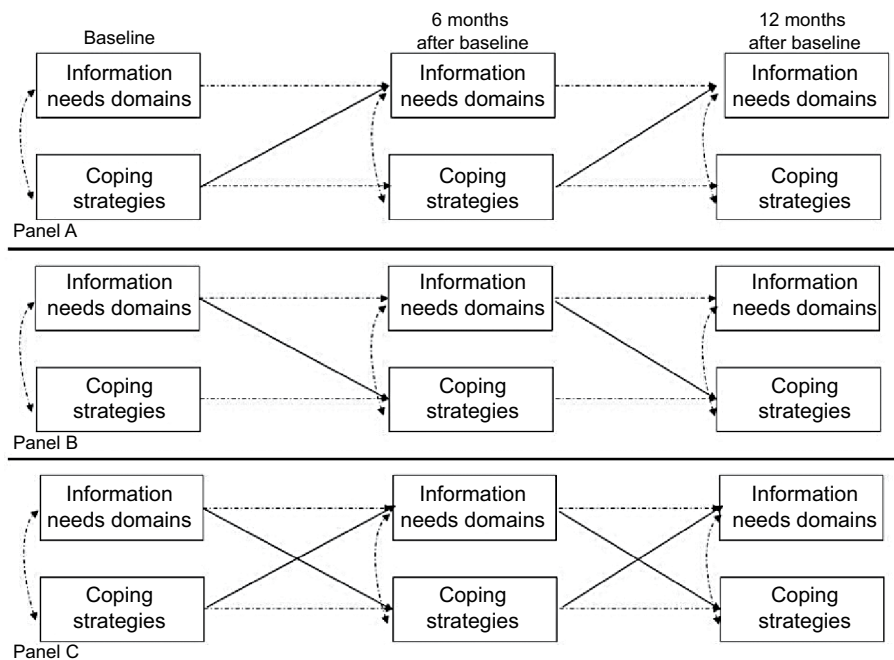 Baseline
6 months
after baseline
12 months
after baseline
Information
needs domains
Information
needs domains
Information
needs domains
Coping
strategies
Coping
strategies
Coping
strategies
Panel A
Information
needs domains
Information
needs domains
Information
needs domains
Coping
strategies
Coping
strategies
Coping
strategies
Panel B
Information
needs domains
Information
needs domains
Information
needs domains
Coping
strategies
Coping
strategies
Coping
strategies
Panel C